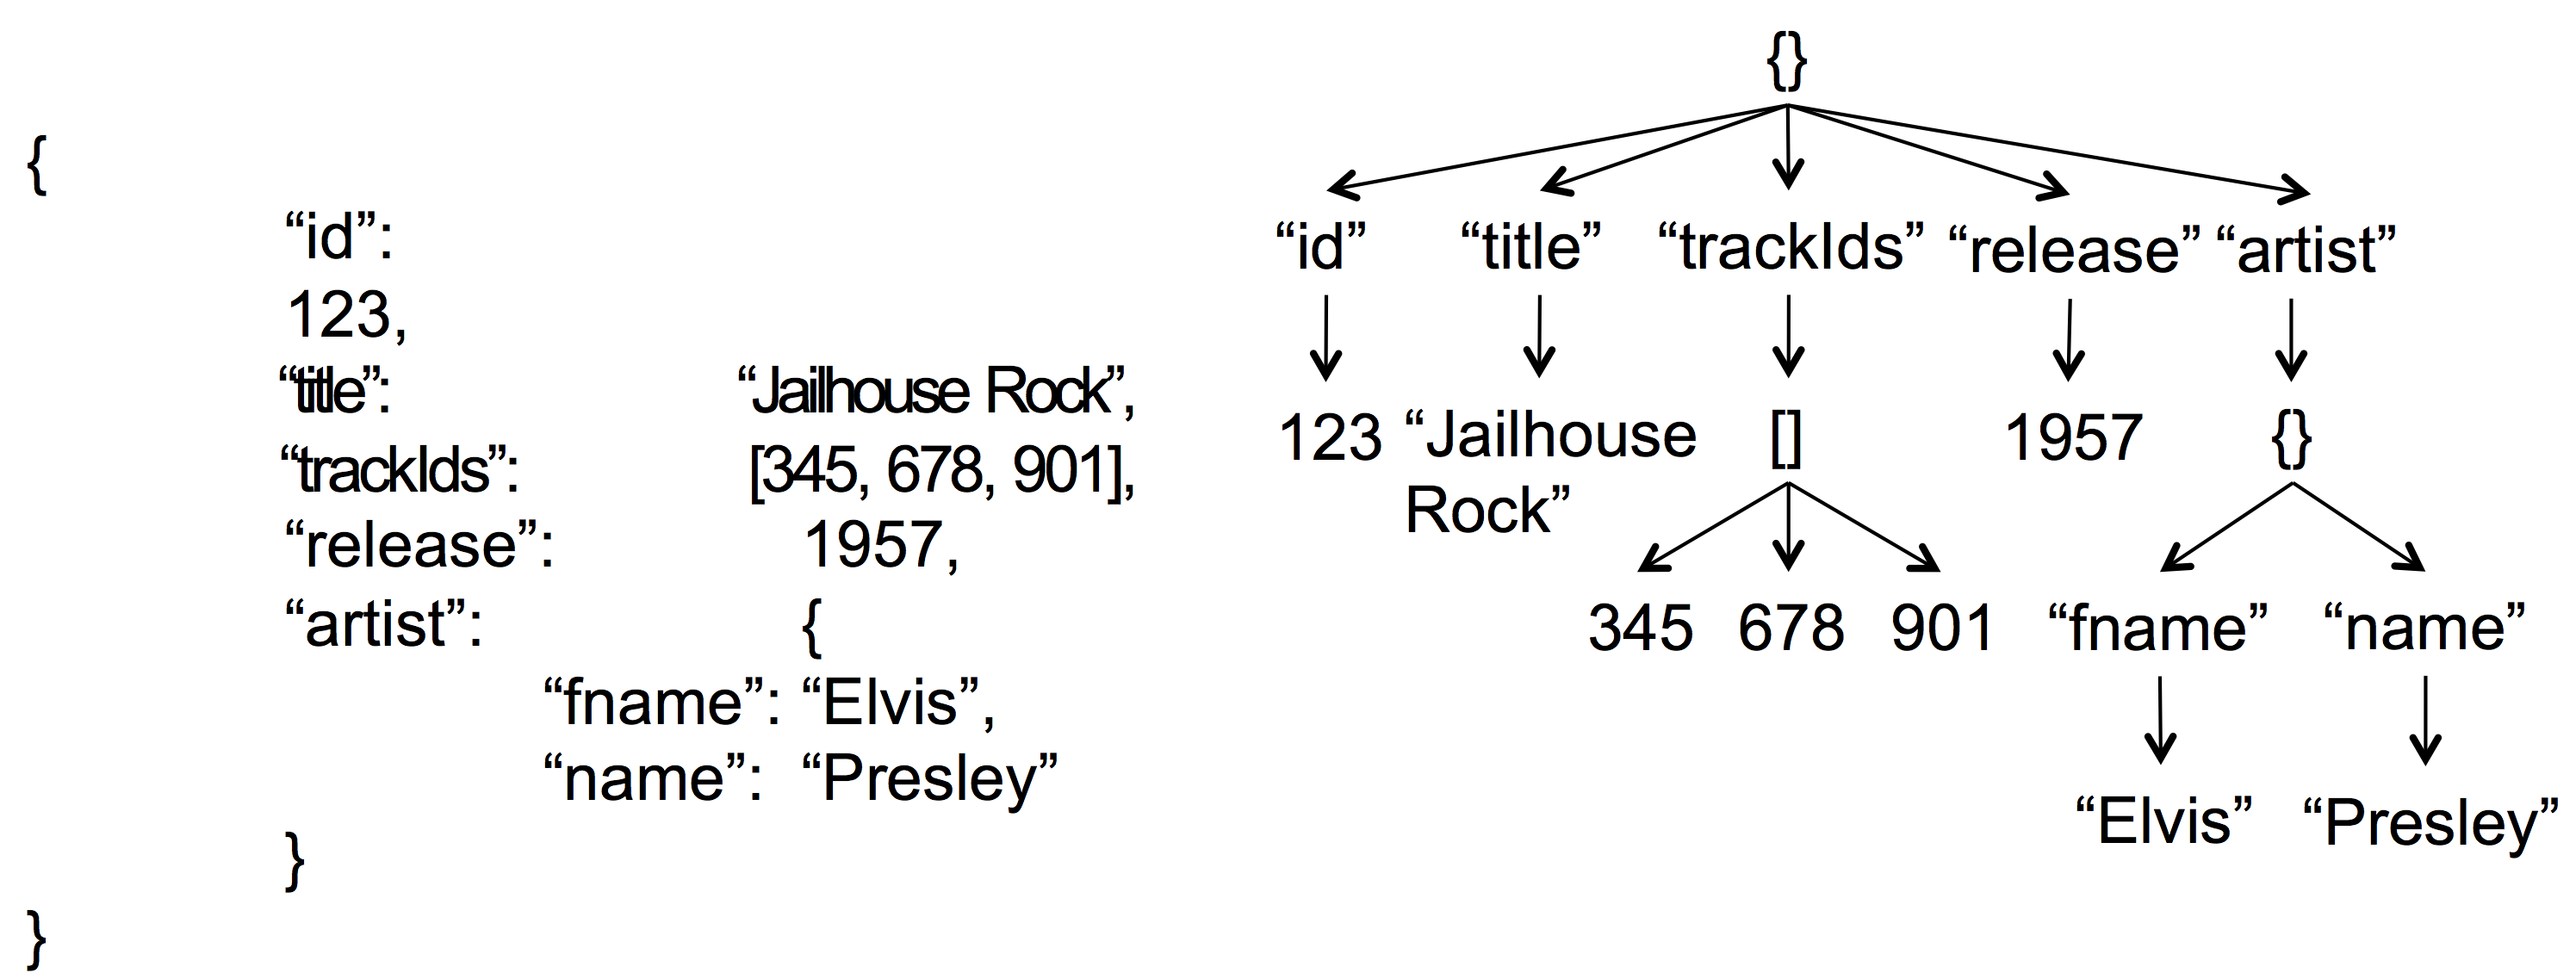 {
“id”:
123,
“title”: “Jailhouse Rock”,
“trackIds”: [345, 678, 901],
“release”: 1957,
“artist”: {
“fname”: “Elvis”,
“name”: “Presley”
}
}
{}
“id” “title” “trackIds” “release” “artist”
123 “Jailhouse Rock” [] 1957 {}
345 678 901 “fname” “name”
“Elvis” “Presley”